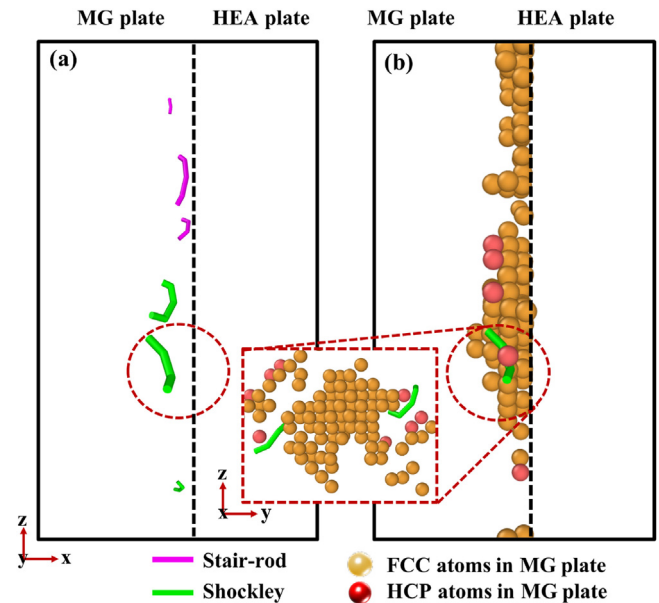 MG plate HEA plate MG plate HEA plate
(a) (b)
z
x y
z
y x
Stair-rod FCC atoms in MG plate
Shockley HCP atoms in MG plate